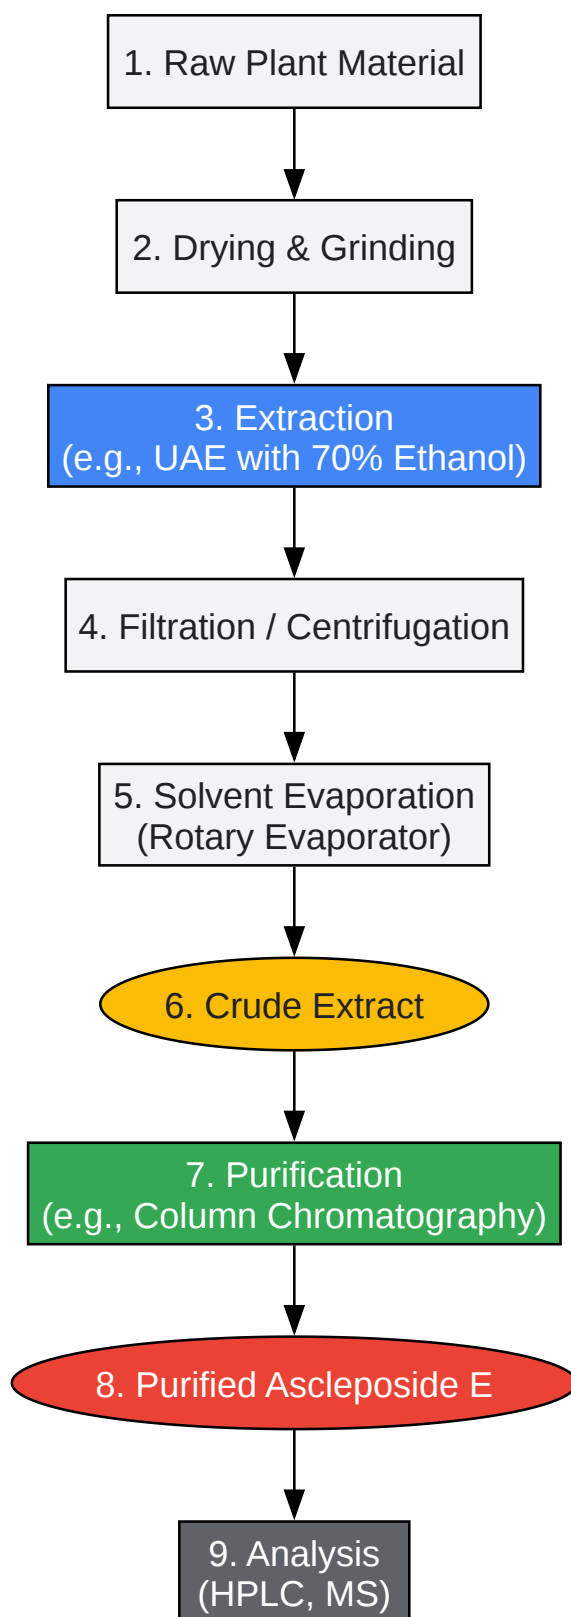 1. Raw Plant Material
2. Drying & Grinding
3. Extraction
(e.g., UAE with 70% Ethanol)
4. Filtration / Centrifugation
5. Solvent Evaporation
(Rotary Evaporator)
6. Crude Extract
7. Purification
(e.g., Column Chromatography)
8. Purified Ascleposide E
9. Analysis
(HPLC, MS)